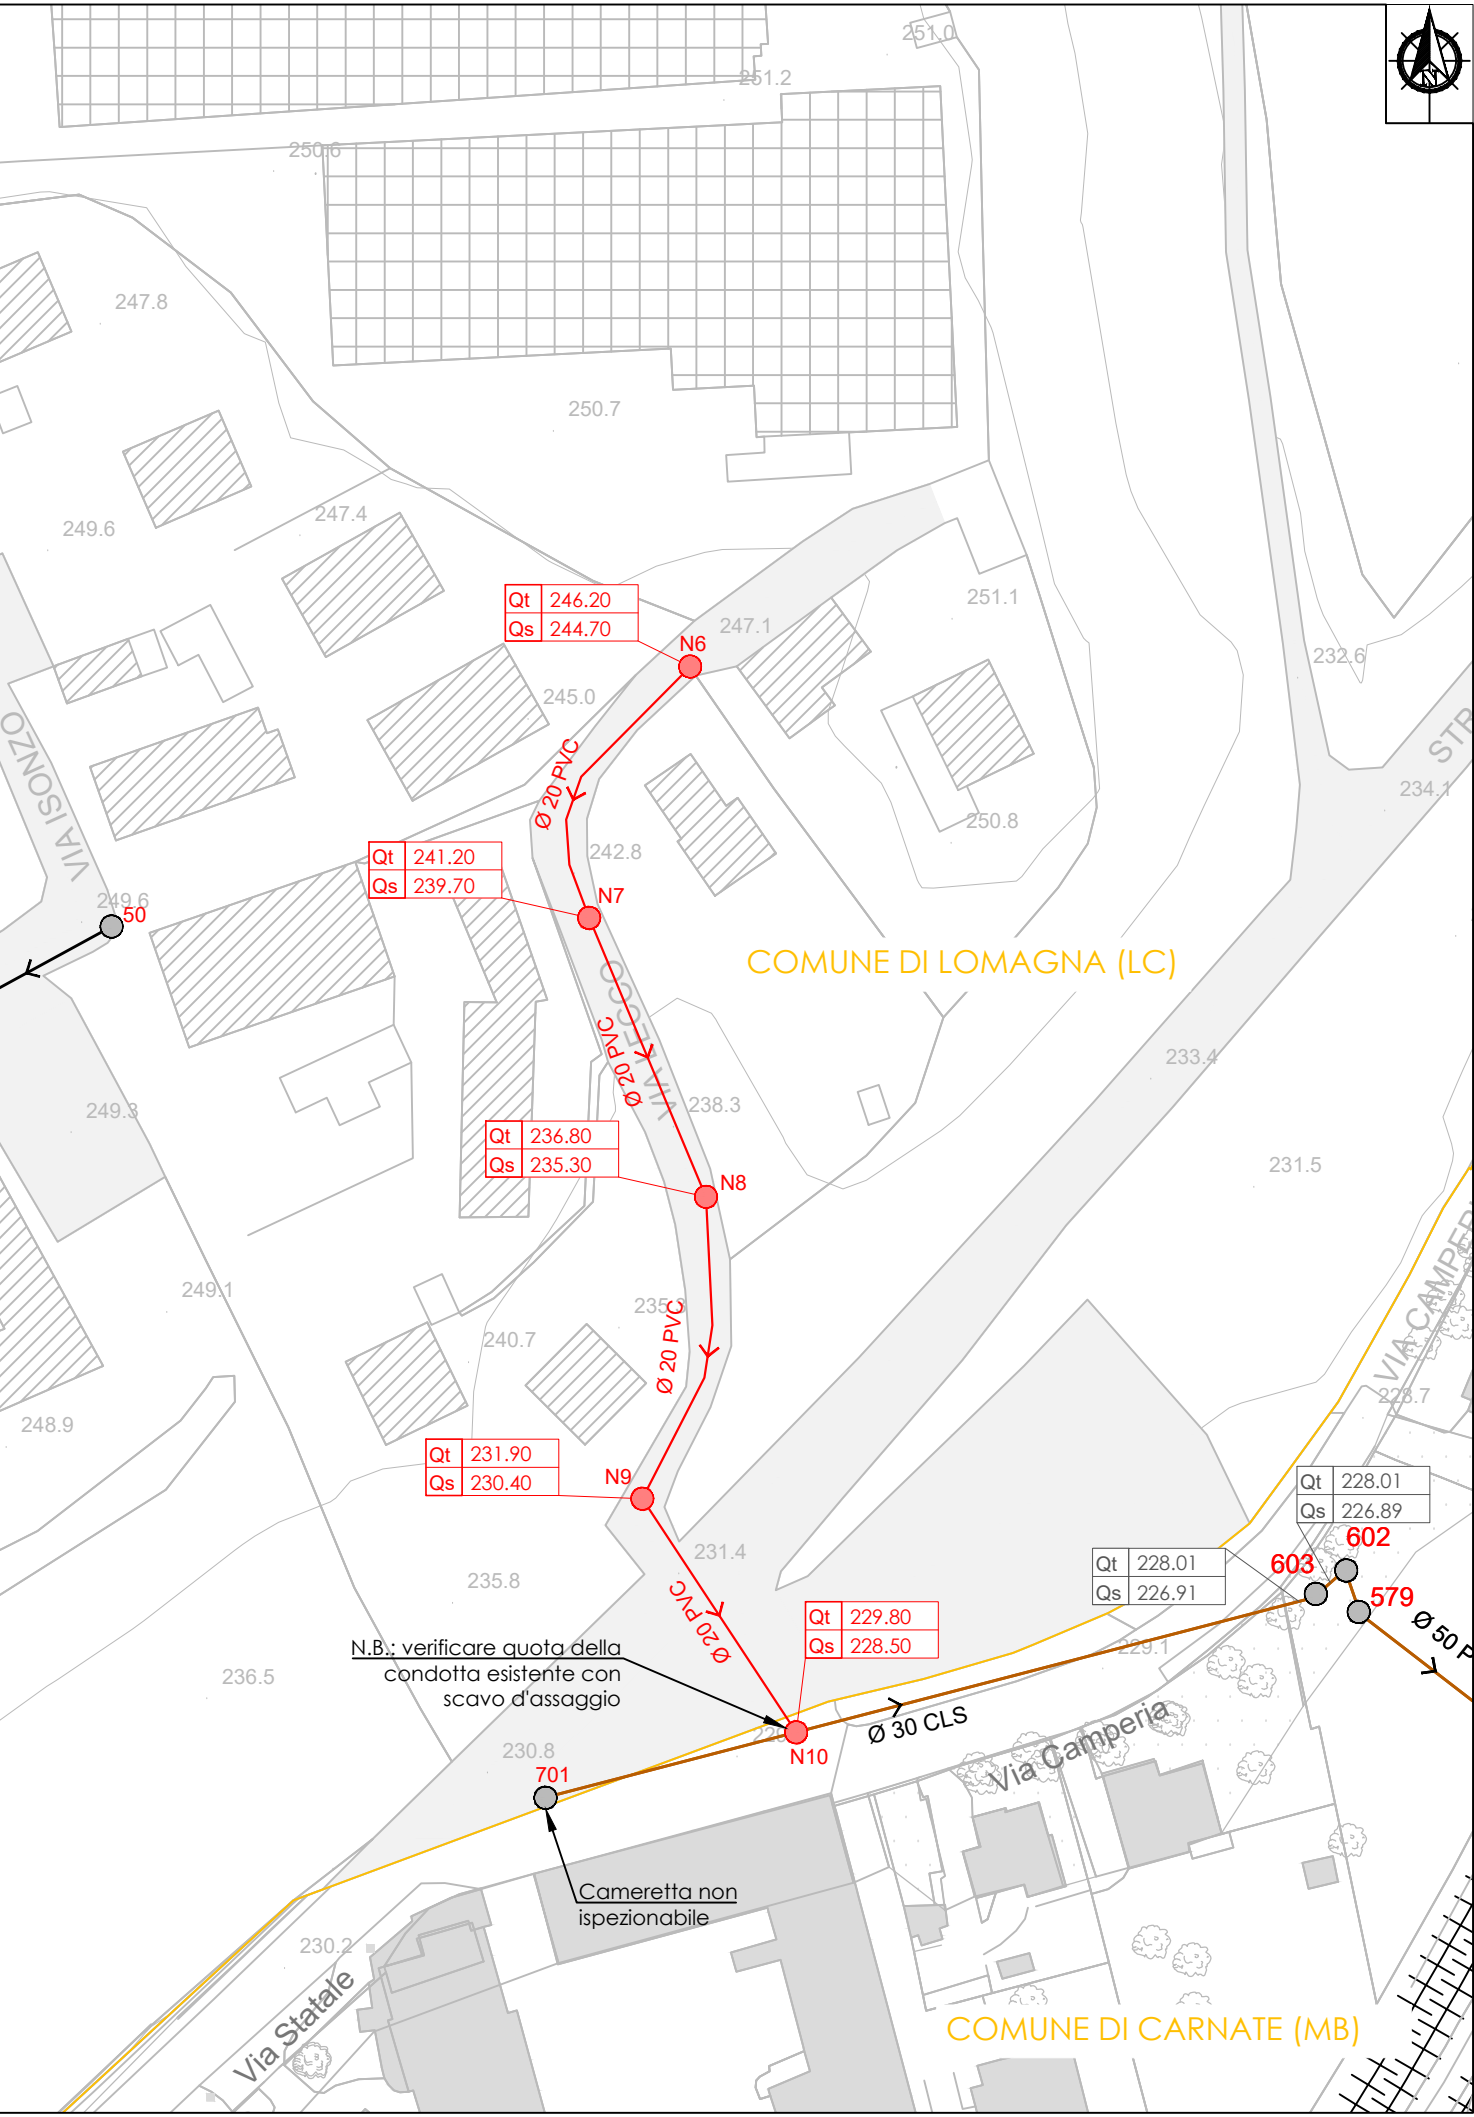 251.0
251.2
250.6
247.8
250.7
249.6
247.4
251.1
Qt 246.20
Qs 244.70
247.1
N6
232.6
245.0
VIA ISONZO
Ø 20 PVC
234.1
250.8
242.8
Qt 241.20
Qs 239.70
N7
249.6
50
COMUNE DI LOMAGNA (LC)
VIA LECCO
Ø 20 PVC
233.4
249.3
238.3
Qt 236.80
Qs 235.30
231.5
N8
249.1
Ø 20 PVC
240.7
VIA CAMPER
228.7
248.9
Qt 231.90
Qs 230.40
N9
Qt 228.01
Qs 226.89
602
231.4
Qt 228.01
Qs 226.91
603
235.8
579
Ø 20 PVC
Qt 229.80
Qs 228.50
Ø 50 P
N.B.: verificare quota della
condotta esistente con
scavo d'assaggio
229.1
236.5
Ø 30 CLS
Via Camperia
230.8
N10
701
Cameretta non
ispezionabile
230.2
Via Statale
COMUNE DI CARNATE (MB)